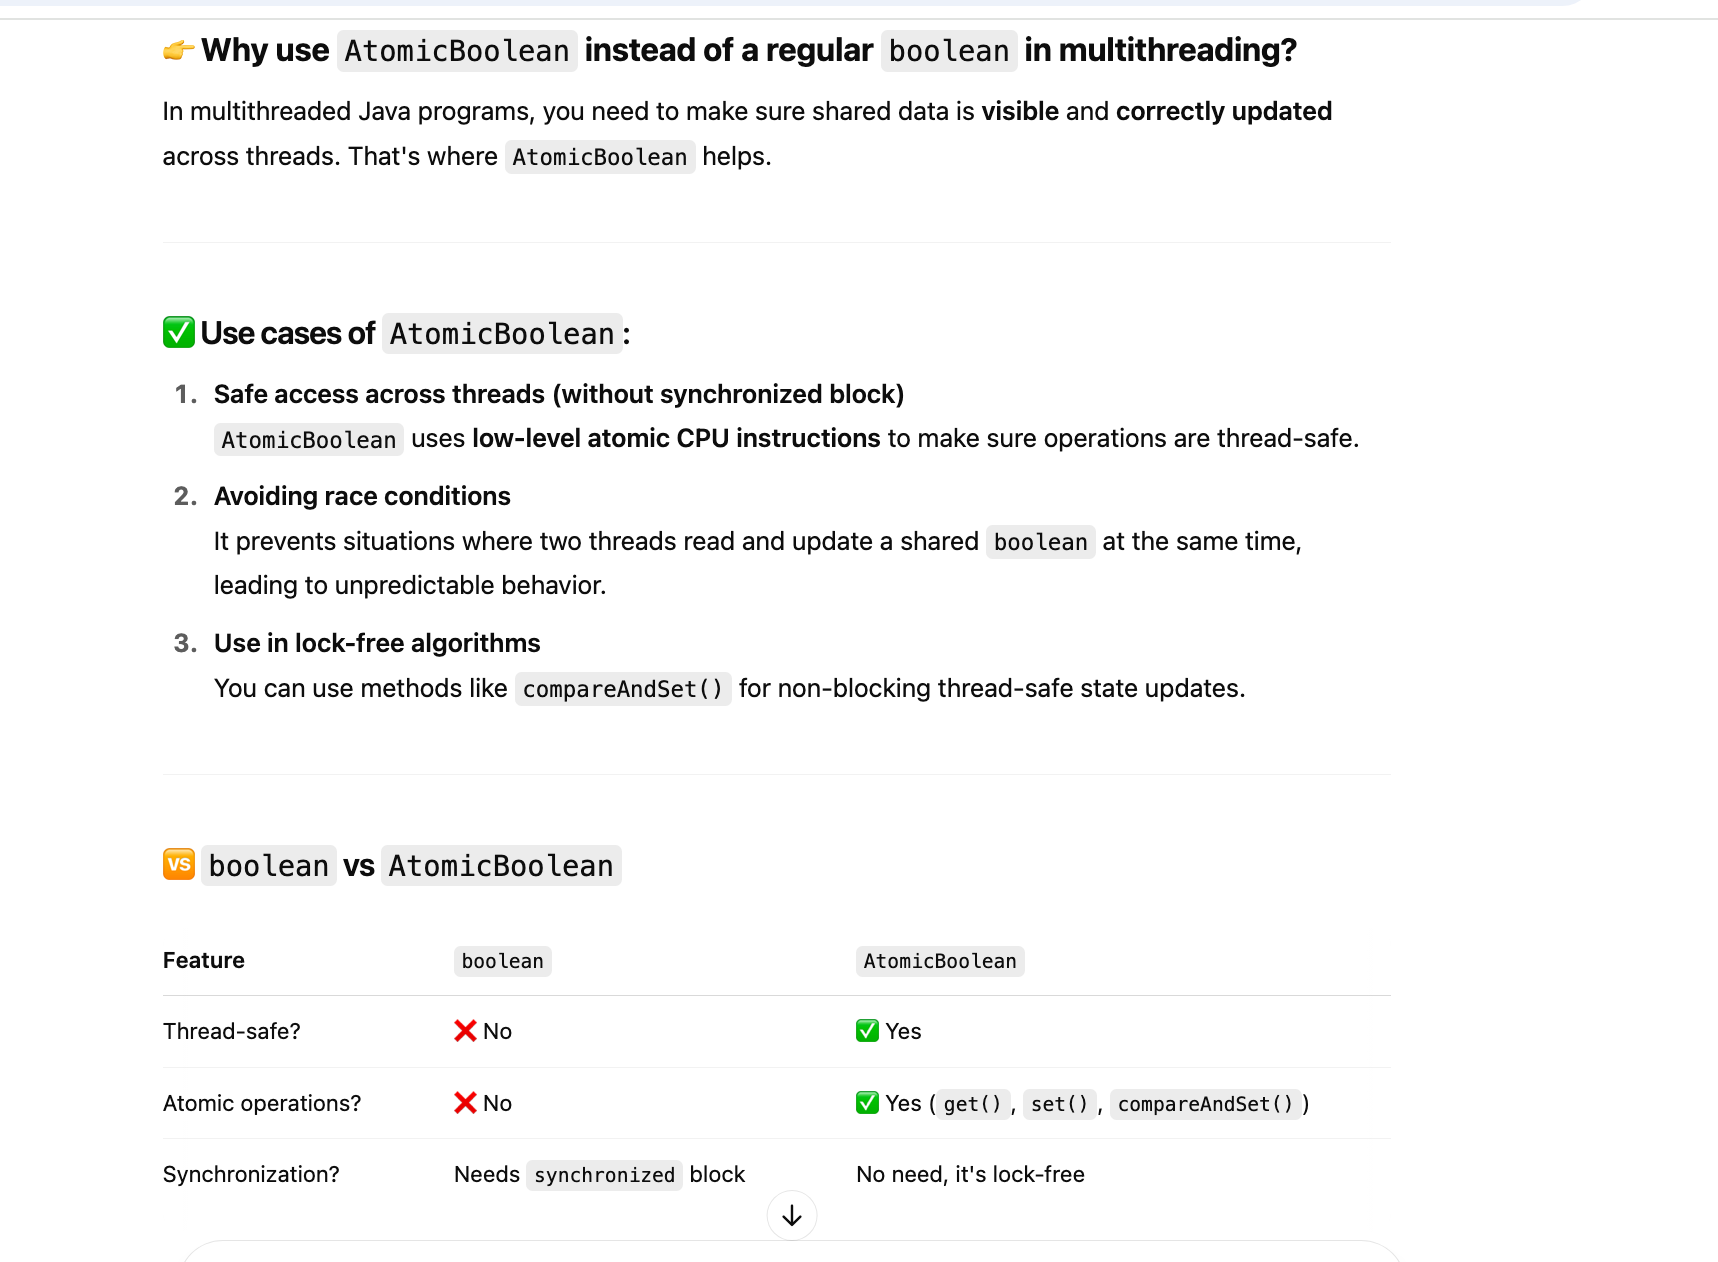 👉 Why use AtomicBoolean instead of a regular boolean in multithreading?
In multithreaded Java programs, you need to make sure shared data is visible and correctly updated
across threads. That's where AtomicBoolean helps.
✅ Use cases of AtomicBoolean:
1. Safe access across threads (without synchronized block)
AtomicBoolean uses low-level atomic CPU instructions to make sure operations are thread-safe.
2. Avoiding race conditions
It prevents situations where two threads read and update a shared boolean at the same time,
leading to unpredictable behavior.
3. Use in lock-free algorithms
You can use methods like compareAndSet() for non-blocking thread-safe state updates.
🆚 boolean vs AtomicBoolean
Feature boolean AtomicBoolean
Thread-safe? ❌ No ✅ Yes
Atomic operations? ❌ No ✅ Yes (get(), set(), compareAndSet())
Synchronization? Needs synchronized block No need, it's lock-free